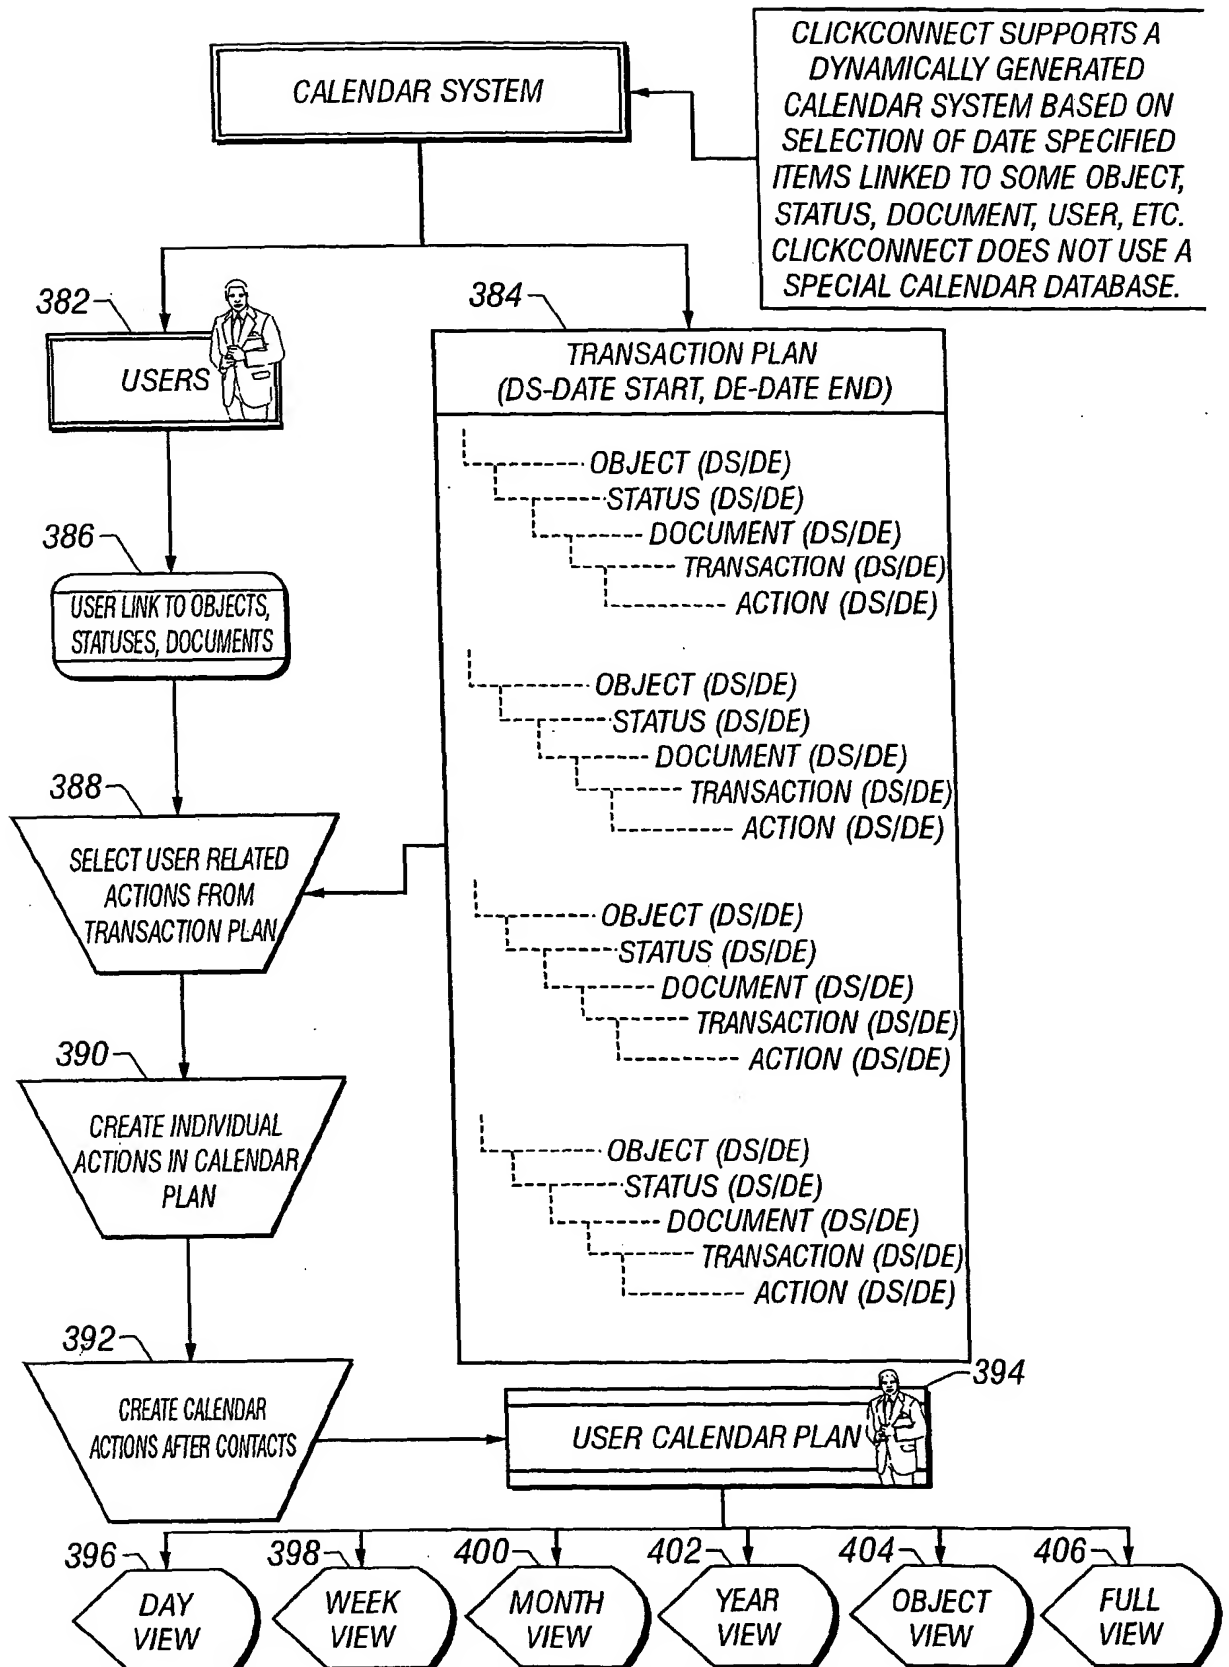 CALENDAR SYSTEM
CLICKCONNECT SUPPORTS A
DYNAMICALLY GENERATED
CALENDAR SYSTEM BASED ON
SELECTION OF DATE SPECIFIED
ITEMS LINKED TO SOME OBJECT,
STATUS, DOCUMENT, USER, ETC.
CLICKCONNECT DOES NOT USE A
SPECIAL CALENDAR DATABASE.
382
USERS
384
TRANSACTION PLAN
(DS-DATE START, DE-DATE END)
OBJECT (DS/DE)
STATUS (DS/DE)
DOCUMENT (DS/DE)
TRANSACTION (DS/DE)
ACTION (DS/DE)
OBJECT (DS/DE)
STATUS (DS/DE)
DOCUMENT (DS/DE)
TRANSACTION (DS/DE)
ACTION (DS/DE)
OBJECT (DS/DE)
STATUS (DS/DE)
DOCUMENT (DS/DE)
TRANSACTION (DS/DE)
ACTION (DS/DE)
OBJECT (DS/DE)
STATUS (DS/DE)
DOCUMENT (DS/DE)
TRANSACTION (DS/DE)
ACTION (DS/DE)
386
USER LINK TO OBJECTS,
STATUSES, DOCUMENTS
388
SELECT USER RELATED
ACTIONS FROM
TRANSACTION PLAN
390
CREATE INDIVIDUAL
ACTIONS IN CALENDAR
PLAN
392
CREATE CALENDAR
ACTIONS AFTER CONTACTS
394
USER CALENDAR PLAN
396
DAY
VIEW
398
WEEK
VIEW
400
MONTH
VIEW
402
YEAR
VIEW
404
OBJECT
VIEW
406
FULL
VIEW